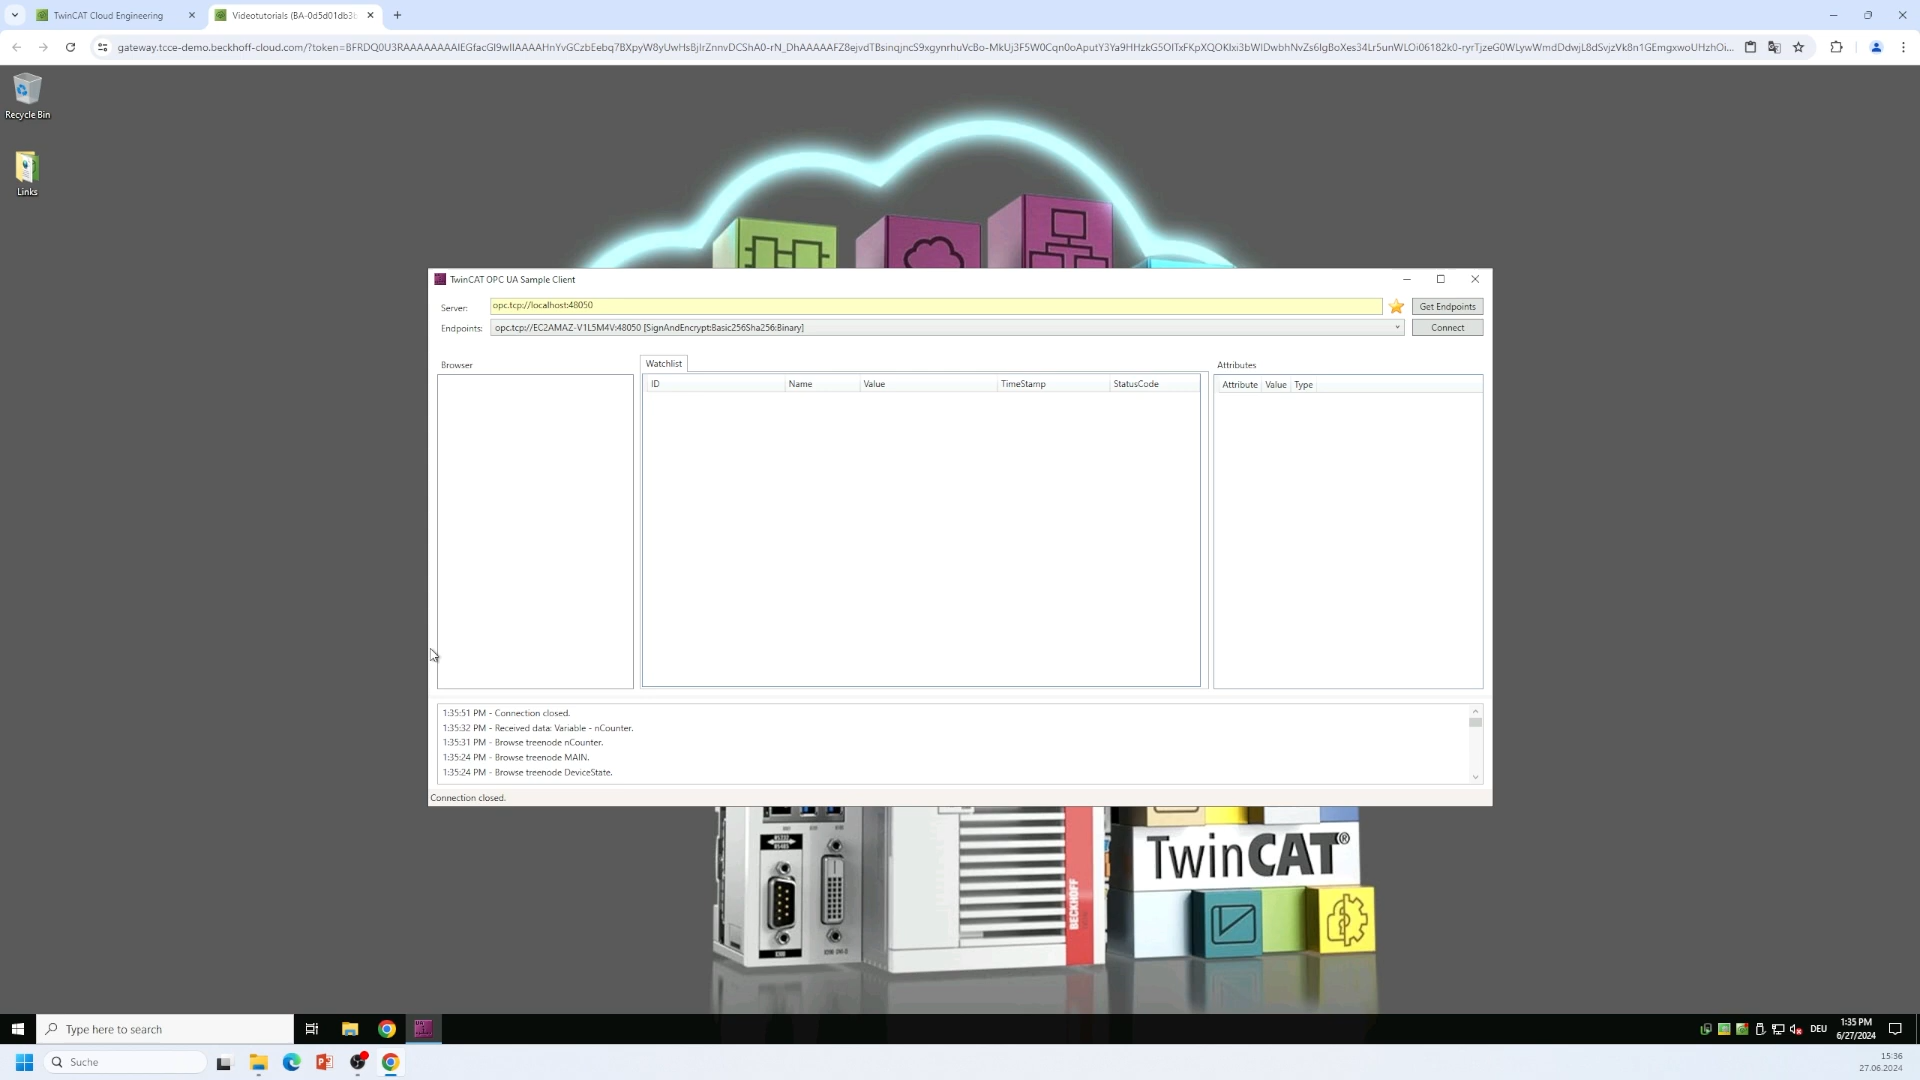 TwinCAT Cloud Engineering
Videotutorials (BA-0d5d01db3b
Recycle Bin
Links
TwinCAT OPC UA Sample Client
Server:
opc.tcp://localhost:48050
Get Endpoints
Endpoints:
opc.tcp://EC2AMAZ-V1L5M4V:48050 [SignAndEncrypt:Basic256Sha256:Binary]
Connect
Browser
Watchlist
Attributes
ID Name Value TimeStamp StatusCode
Attribute Value Type
1:35:51 PM - Connection closed.
1:35:32 PM - Received data: Variable - nCounter.
1:35:31 PM - Browse treenode nCounter.
1:35:24 PM - Browse treenode MAIN.
1:35:24 PM - Browse treenode DeviceState.
Connection closed.
BECKHOFF
TwinCAT®
Type here to search
DEU
1:35 PM
6/27/2024
Suche
15:36
27.06.2024